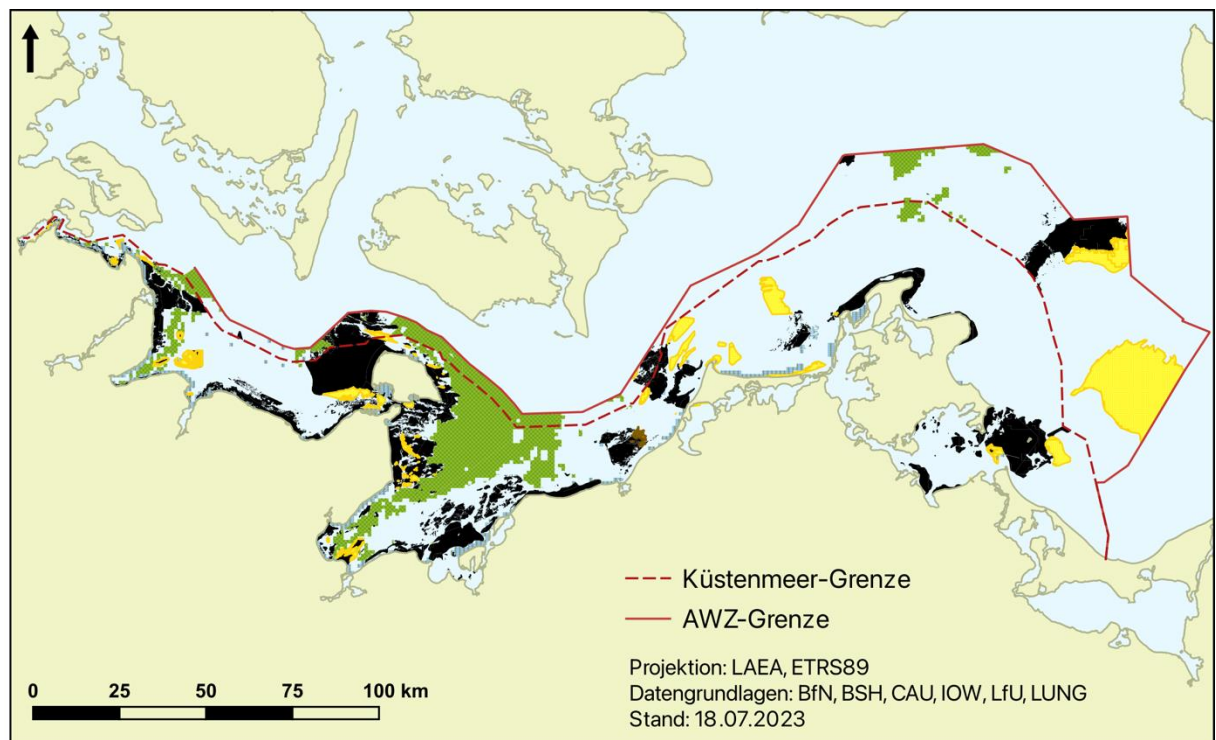 Küstenmeer-Grenze
AWZ-Grenze
Projektion: LAEA, ETRS89
Datengrundlagen: BfN, BSH, CAU, IOW, LfU, LUNG
Stand: 18.07.2023
0 25 50 75 100 km